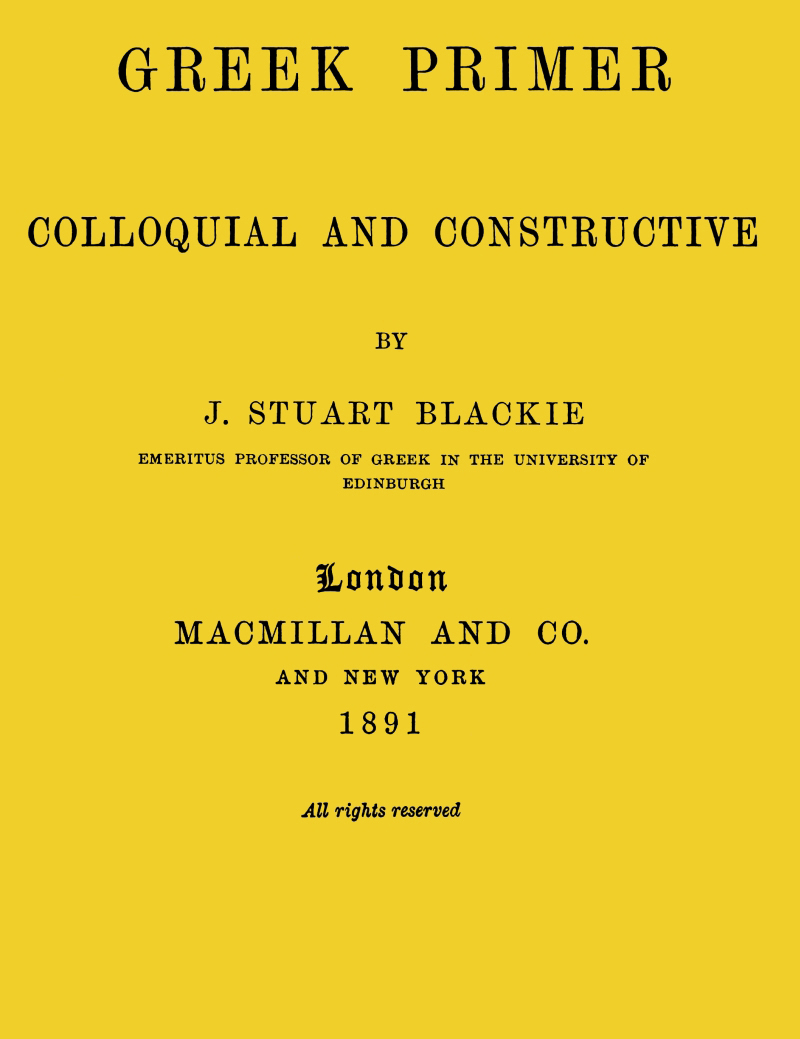 GREEK PRIMER
COLLOQUIAL AND CONSTRUCTIVE
BY
J. STUART BLACKIE
EMERITUS PROFESSOR OF GREEK IN THE UNIVERSITY OF
EDINBURGH
London
MACMILLAN AND CO.
AND NEW YORK
1891
All rights reserved